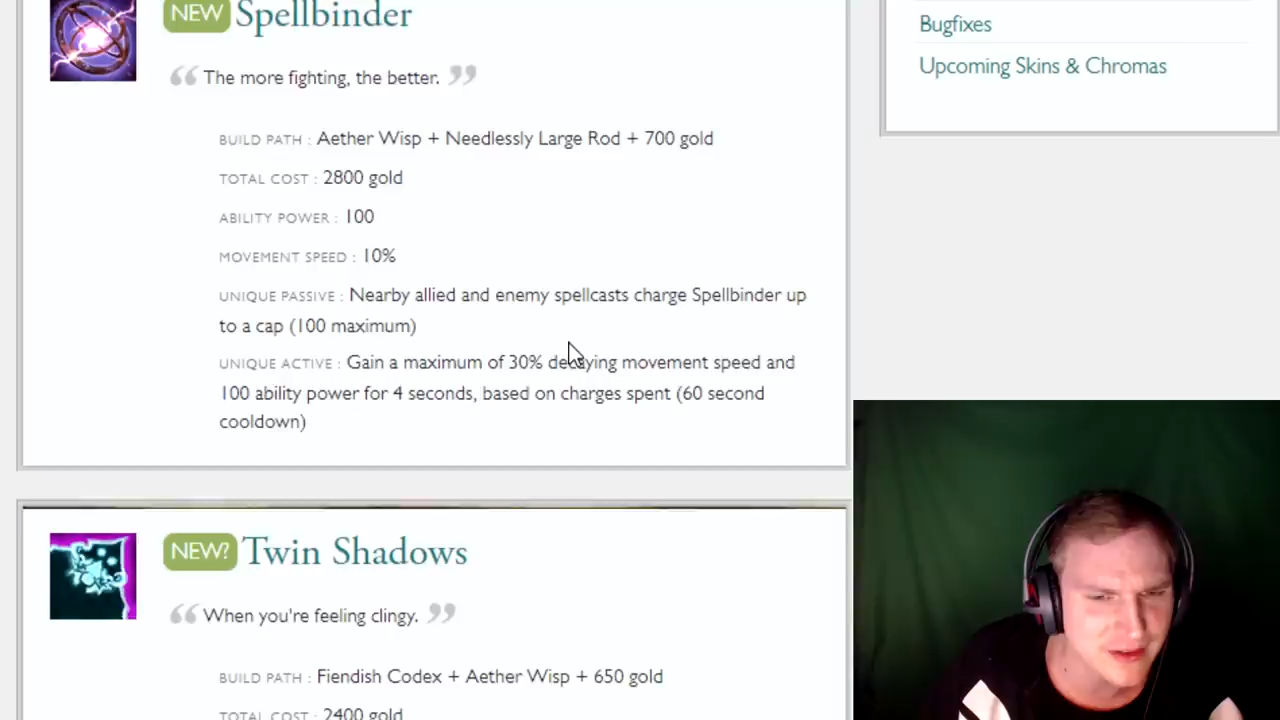 NEW Spellbinder
“ The more fighting, the better. ”
BUILD PATH : Aether Wisp + Needlessly Large Rod + 700 gold
TOTAL COST : 2800 gold
ABILITY POWER : 100
MOVEMENT SPEED : 10%
UNIQUE PASSIVE : Nearby allied and enemy spellcasts charge Spellbinder up
to a cap (100 maximum)
UNIQUE ACTIVE : Gain a maximum of 30% decaying movement speed and
100 ability power for 4 seconds, based on charges spent (60 second
cooldown)
NEW? Twin Shadows
“ When you're feeling clingy. ”
BUILD PATH : Fiendish Codex + Aether Wisp + 650 gold
TOTAL COST : 2400 gold
Bugfixes
Upcoming Skins & Chromas